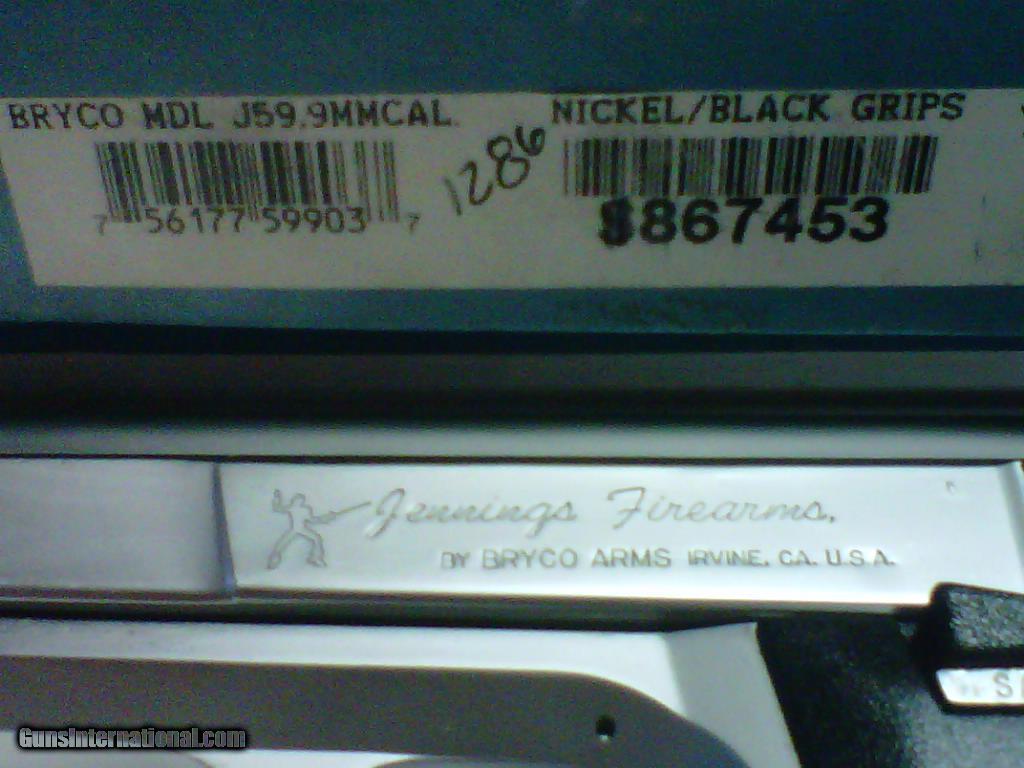 BRYCO MDL J59.9MMCAL.
NICKEL/BLACK GRIPS
1286
7 56177 59903 7
867453
Jennings Firearms,
BY BRYCO ARMS IRVINE, CA. U.S.A.
GunsInternational.com